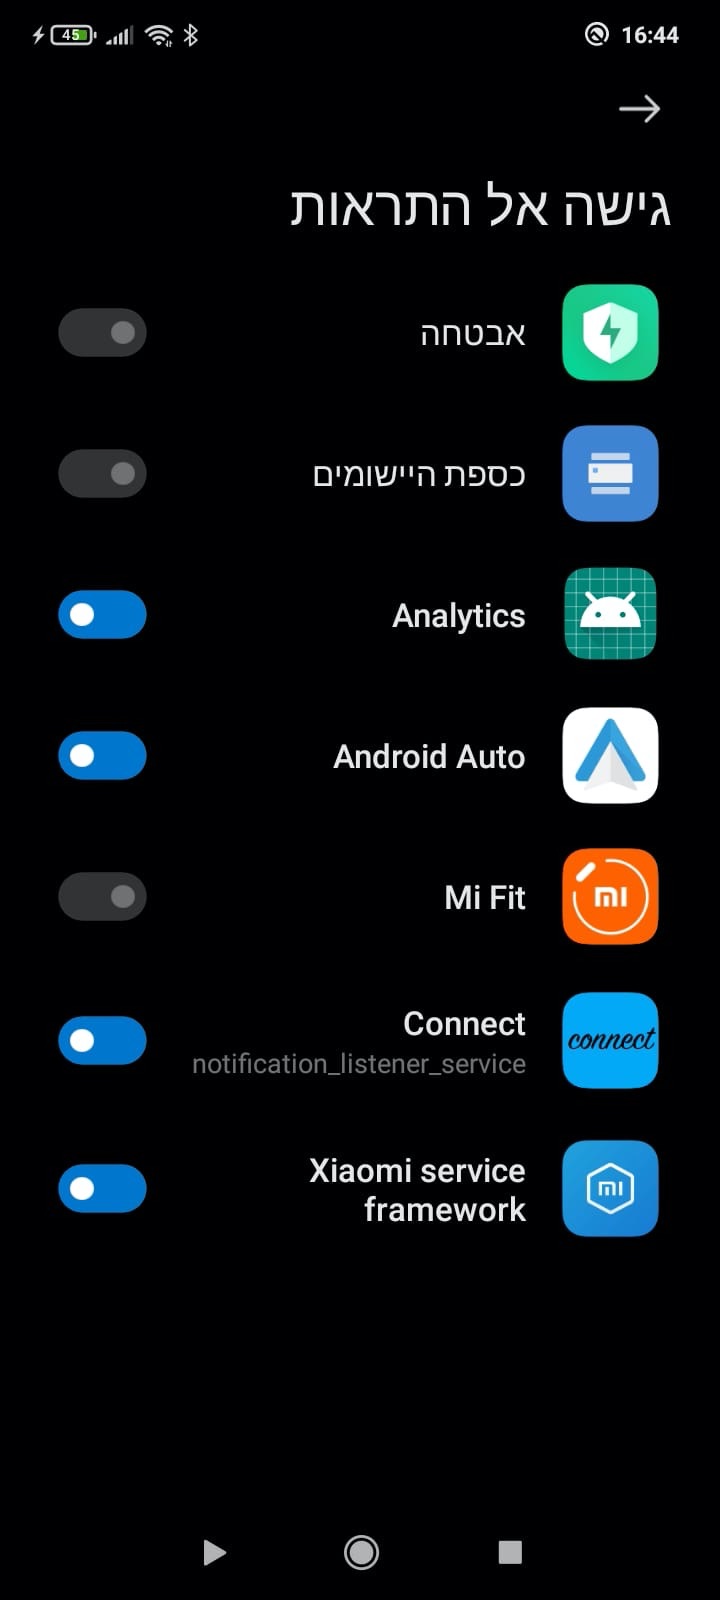 45
16:44
גישה אל התראות
אבטחה
כספת היישומים
Analytics
Android Auto
mi
Mi Fit
connect
Connect
notification_listener_service
mi
Xiaomi service
framework